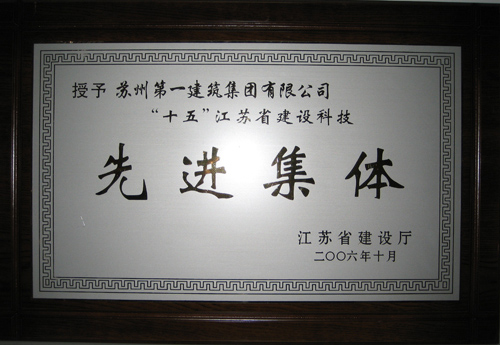 授予 苏州第一建筑集团有限公司
“十五”江苏省建设科技
先进集体
江苏省建设厅
二〇〇六年十月